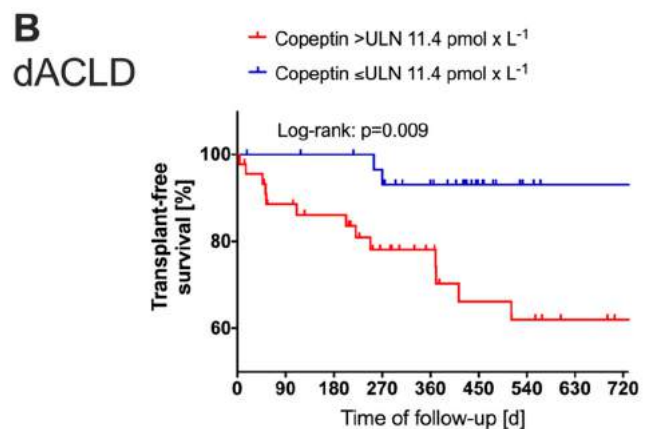 B
dACLD
Copeptin >ULN 11.4 pmol x L-1
Copeptin ≤ULN 11.4 pmol x L-1
Log-rank: p=0.009
Transplant-free
survival [%]
100
80
60
0 90 180 270 360 450 540 630 720
Time of follow-up [d]